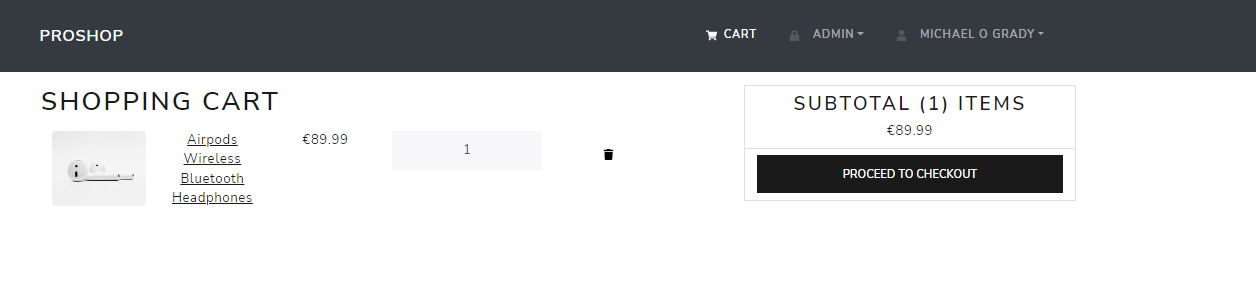 PROSHOP
CART
ADMIN
MICHAEL O GRADY
SHOPPING CART
Airpods
Wireless
Bluetooth
Headphones
€89.99
1
SUBTOTAL (1) ITEMS
€89.99
PROCEED TO CHECKOUT